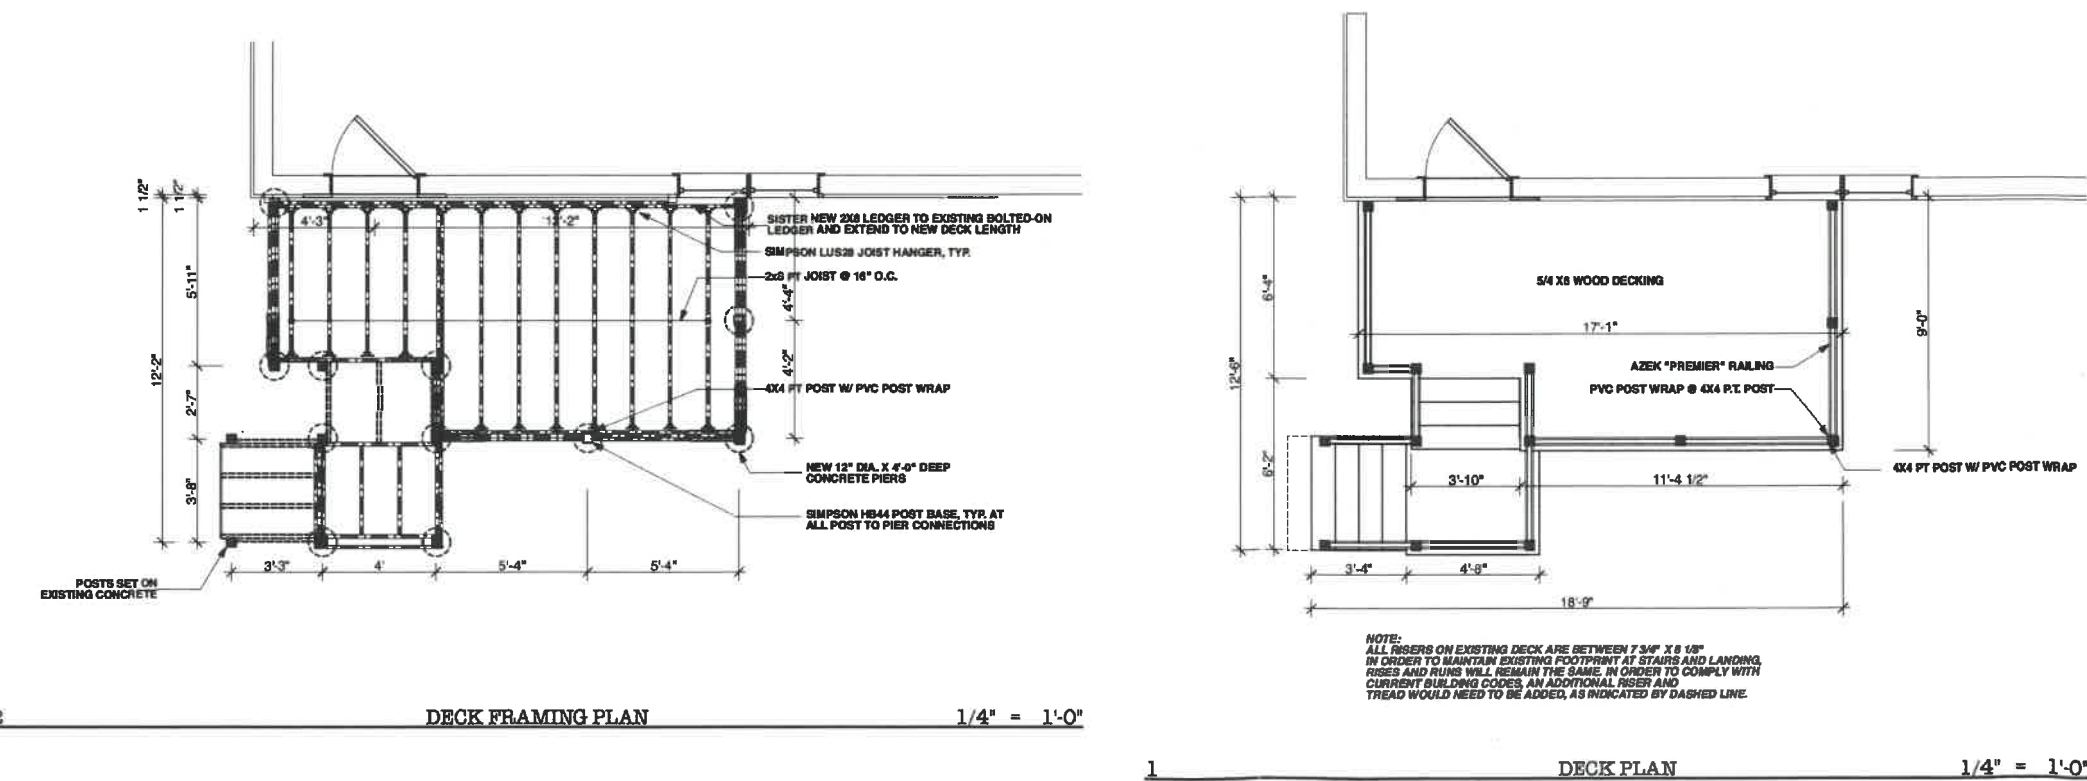 1 1/2"
1 1/2"
4'-3"
12'-2"
SISTER NEW 2X8 LEDGER TO EXISTING BOLTED-ON
LEDGER AND EXTEND TO NEW DECK LENGTH
SIMPSON LUS28 JOIST HANGER, TYP.
2x8 PT JOIST @ 16" O.C.
5'-11"
4'-4"
12'-2"
4'-2"
2'-7"
4X4 PT POST W/ PVC POST WRAP
NEW 12" DIA. X 4'-0" DEEP
CONCRETE PIERS
3'-8"
SIMPSON HB44 POST BASE, TYP. AT
ALL POST TO PIER CONNECTIONS
3'-3"
4'
5'-4"
5'-4"
POSTS SET ON
EXISTING CONCRETE
DECK FRAMING PLAN
1/4" = 1'-0"
5/4 X6 WOOD DECKING
6'-4"
17'-1"
9'-0"
12'-6"
AZEK "PREMIER" RAILING
PVC POST WRAP @ 4X4 P.T. POST
6'-2"
4X4 PT POST W/ PVC POST WRAP
3'-10"
11'-4 1/2"
3'-4"
4'-8"
18'-9"
NOTE:
ALL RISERS ON EXISTING DECK ARE BETWEEN 7 3/4" X 8 1/8"
IN ORDER TO MAINTAIN EXISTING FOOTPRINT AT STAIRS AND LANDING,
RISES AND RUNS WILL REMAIN THE SAME. IN ORDER TO COMPLY WITH
CURRENT BUILDING CODES, AN ADDITIONAL RISER AND
TREAD WOULD NEED TO BE ADDED, AS INDICATED BY DASHED LINE.
1
DECK PLAN
1/4" = 1'-0"